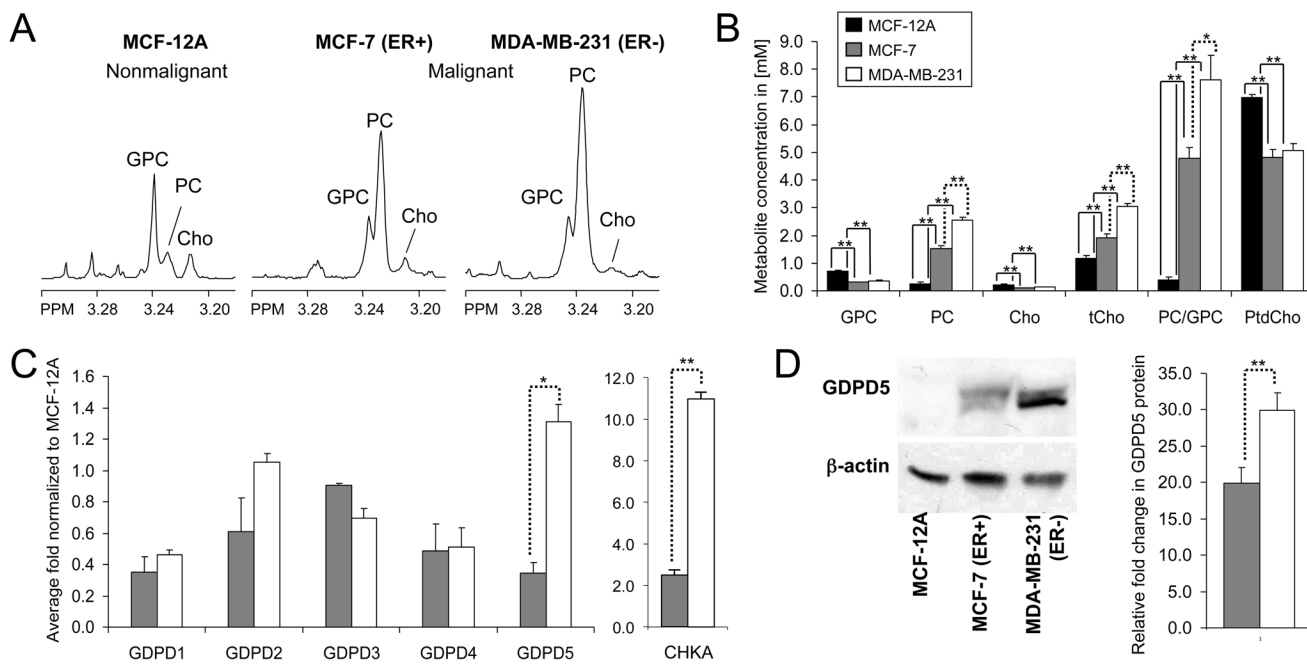 A
MCF-12A
Nonmalignant
MCF-7 (ER+)
MDA-MB-231 (ER-)
Malignant
GPC
PC
Cho
GPC
PC
Cho
GPC
PC
Cho
PPM 3.28 3.24 3.20
PPM 3.28 3.24 3.20
PPM 3.28 3.24 3.20
B
MCF-12A
MCF-7
MDA-MB-231
Metabolite concentration in [mM]
9.0
8.0
7.0
6.0
5.0
4.0
3.0
2.0
1.0
0.0
** **
** ** **
** **
** ** **
** * ** *
** **
GPC PC Cho tCho PC/GPC PtdCho
C
Average fold normalized to MCF-12A
1.6
1.4
1.2
1.0
0.8
0.6
0.4
0.2
0.0
*
GDPD1 GDPD2 GDPD3 GDPD4 GDPD5
12.0
10.0
8.0
6.0
4.0
2.0
0.0
**
CHKA
D
GDPD5
β-actin
MCF-12A
MCF-7 (ER+)
MDA-MB-231
(ER-)
Relative fold change in GDPD5 protein
35.0
30.0
25.0
20.0
15.0
10.0
5.0
0.0
**
1